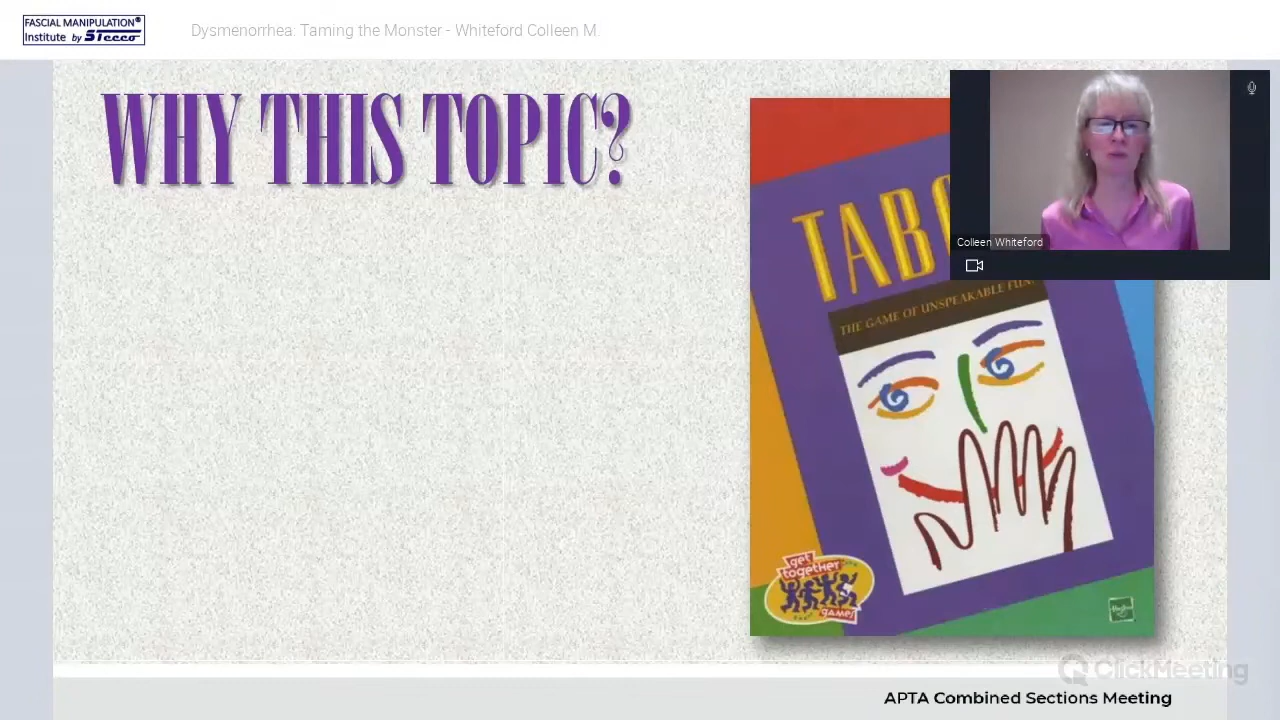 FASCIAL MANIPULATION®
Institute by Stecco
Dysmenorrhea: Taming the Monster - Whiteford Colleen M.
WHY THIS TOPIC?
TAB
THE GAME OF UNSPEAKABLE FUN
Colleen Whiteford
get
together
games
ClickMeeting
APTA Combined Sections Meeting